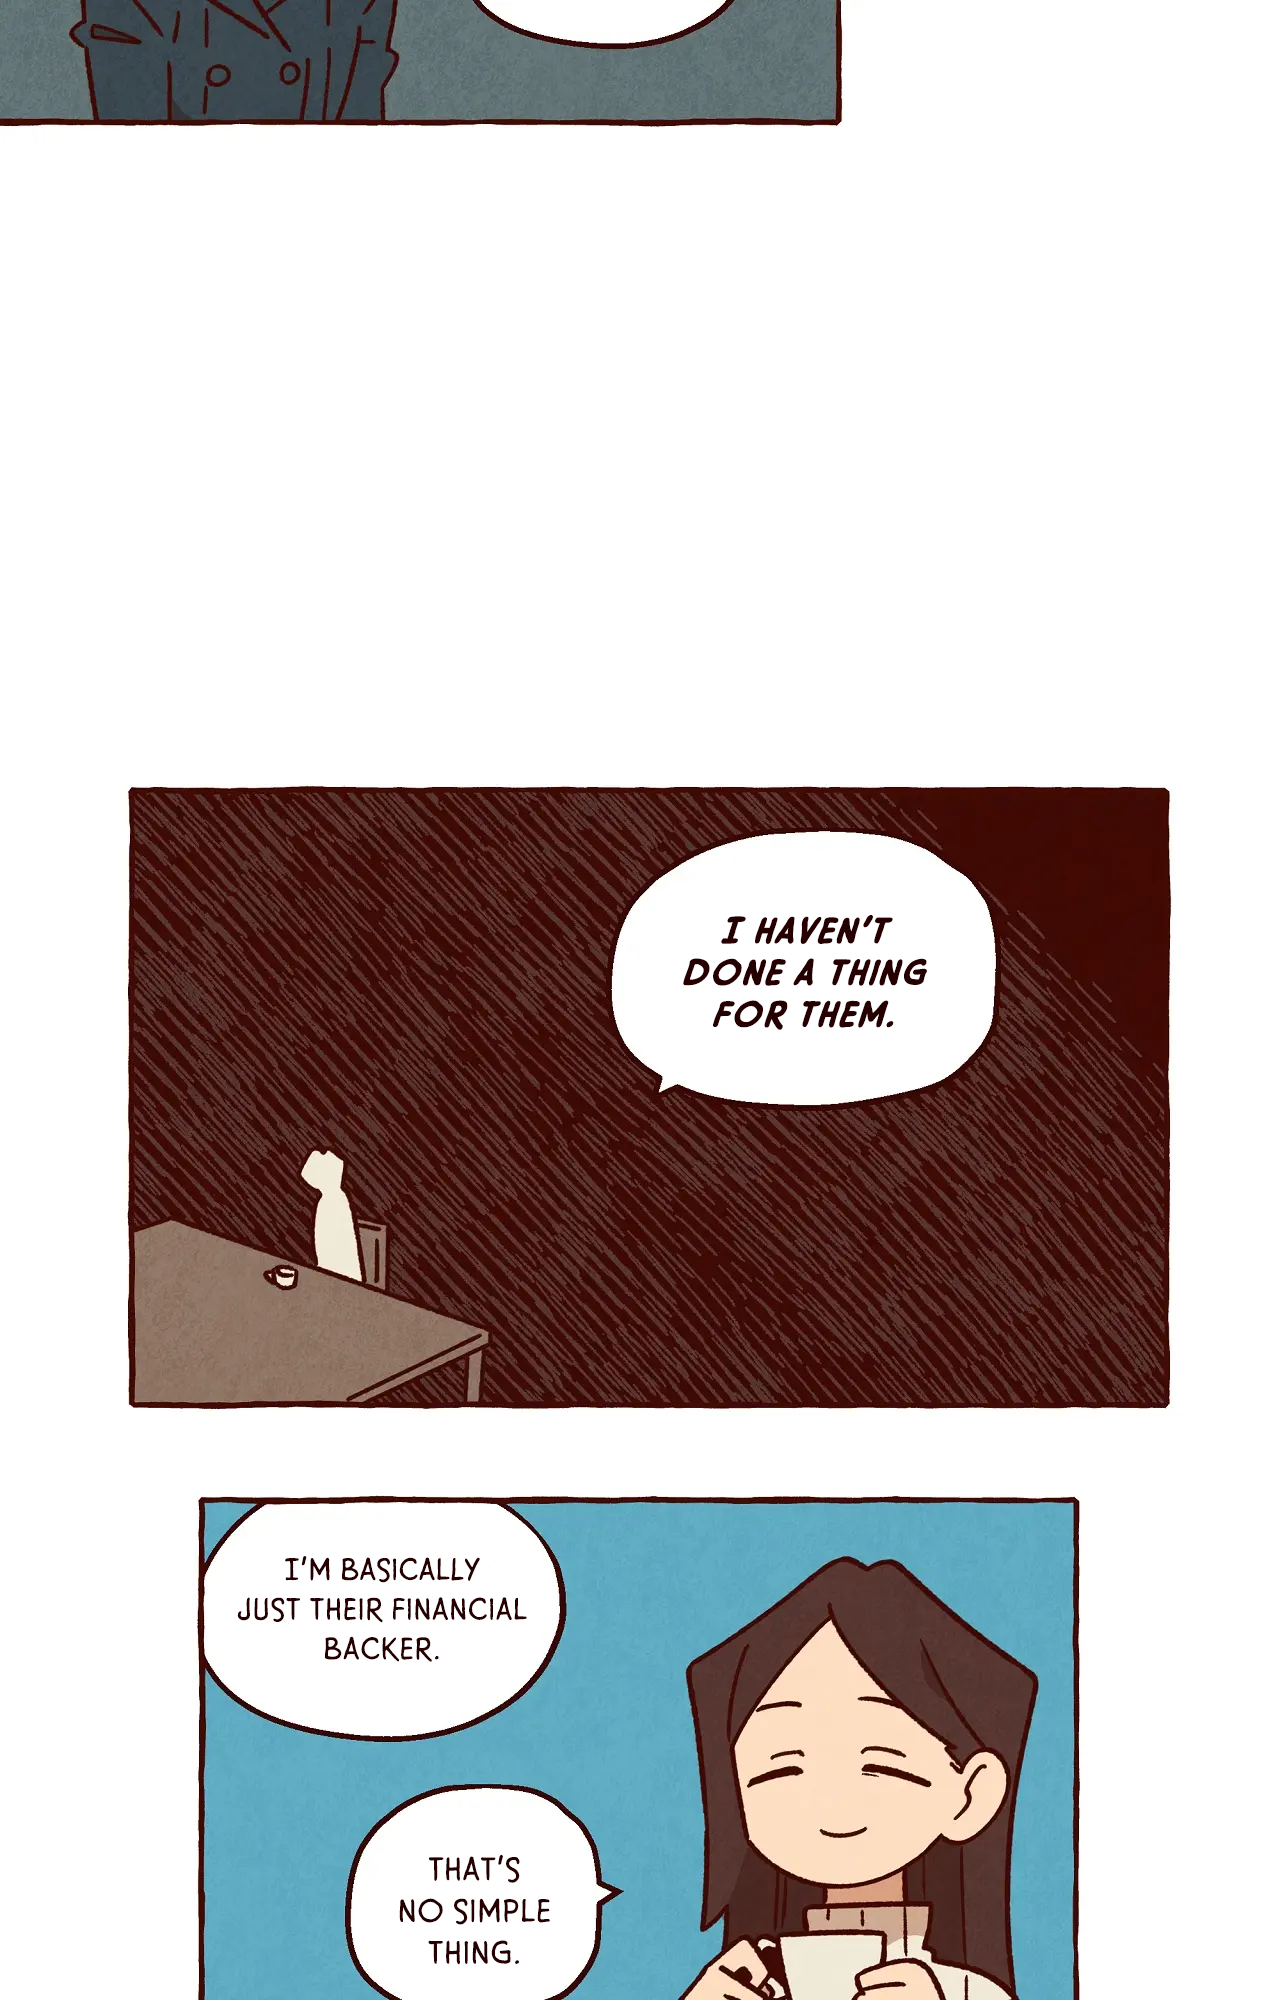 I HAVEN'T
DONE A THING
FOR THEM.
I'M BASICALLY
JUST THEIR FINANCIAL
BACKER.
THAT'S
NO SIMPLE
THING.